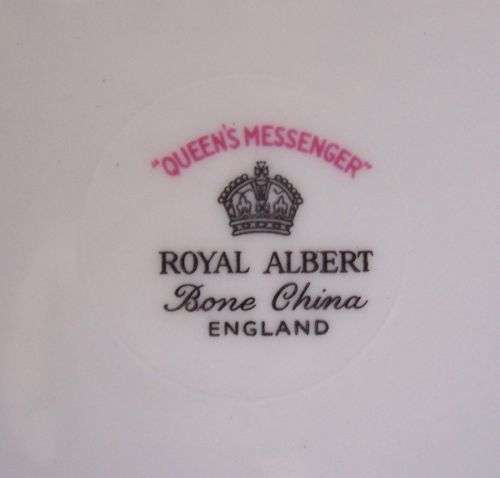 "QUEEN'S MESSENGER"
ROYAL ALBERT
Bone China
ENGLAND